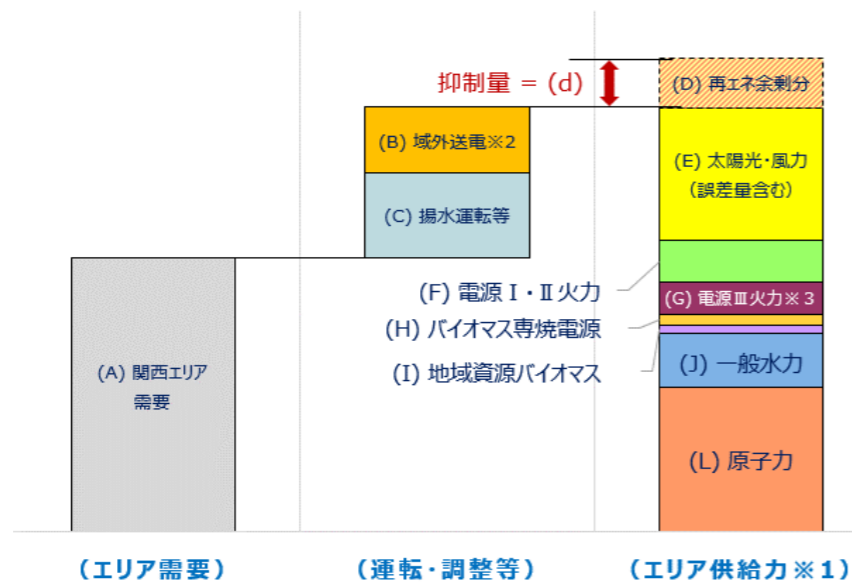 抑制量 = (d)
(D) 再エネ余剰分
(B) 域外送電※2
(E) 太陽光・風力
(誤差量含む)
(C) 揚水運転等
(F) 電源Ⅰ・Ⅱ火力
(G) 電源Ⅲ火力※3
(H) バイオマス専焼電源
(A) 関西エリア
需要
(I) 地域資源バイオマス
(J) 一般水力
(L) 原子力
(エリア需要)
(運転・調整等)
(エリア供給力※1)